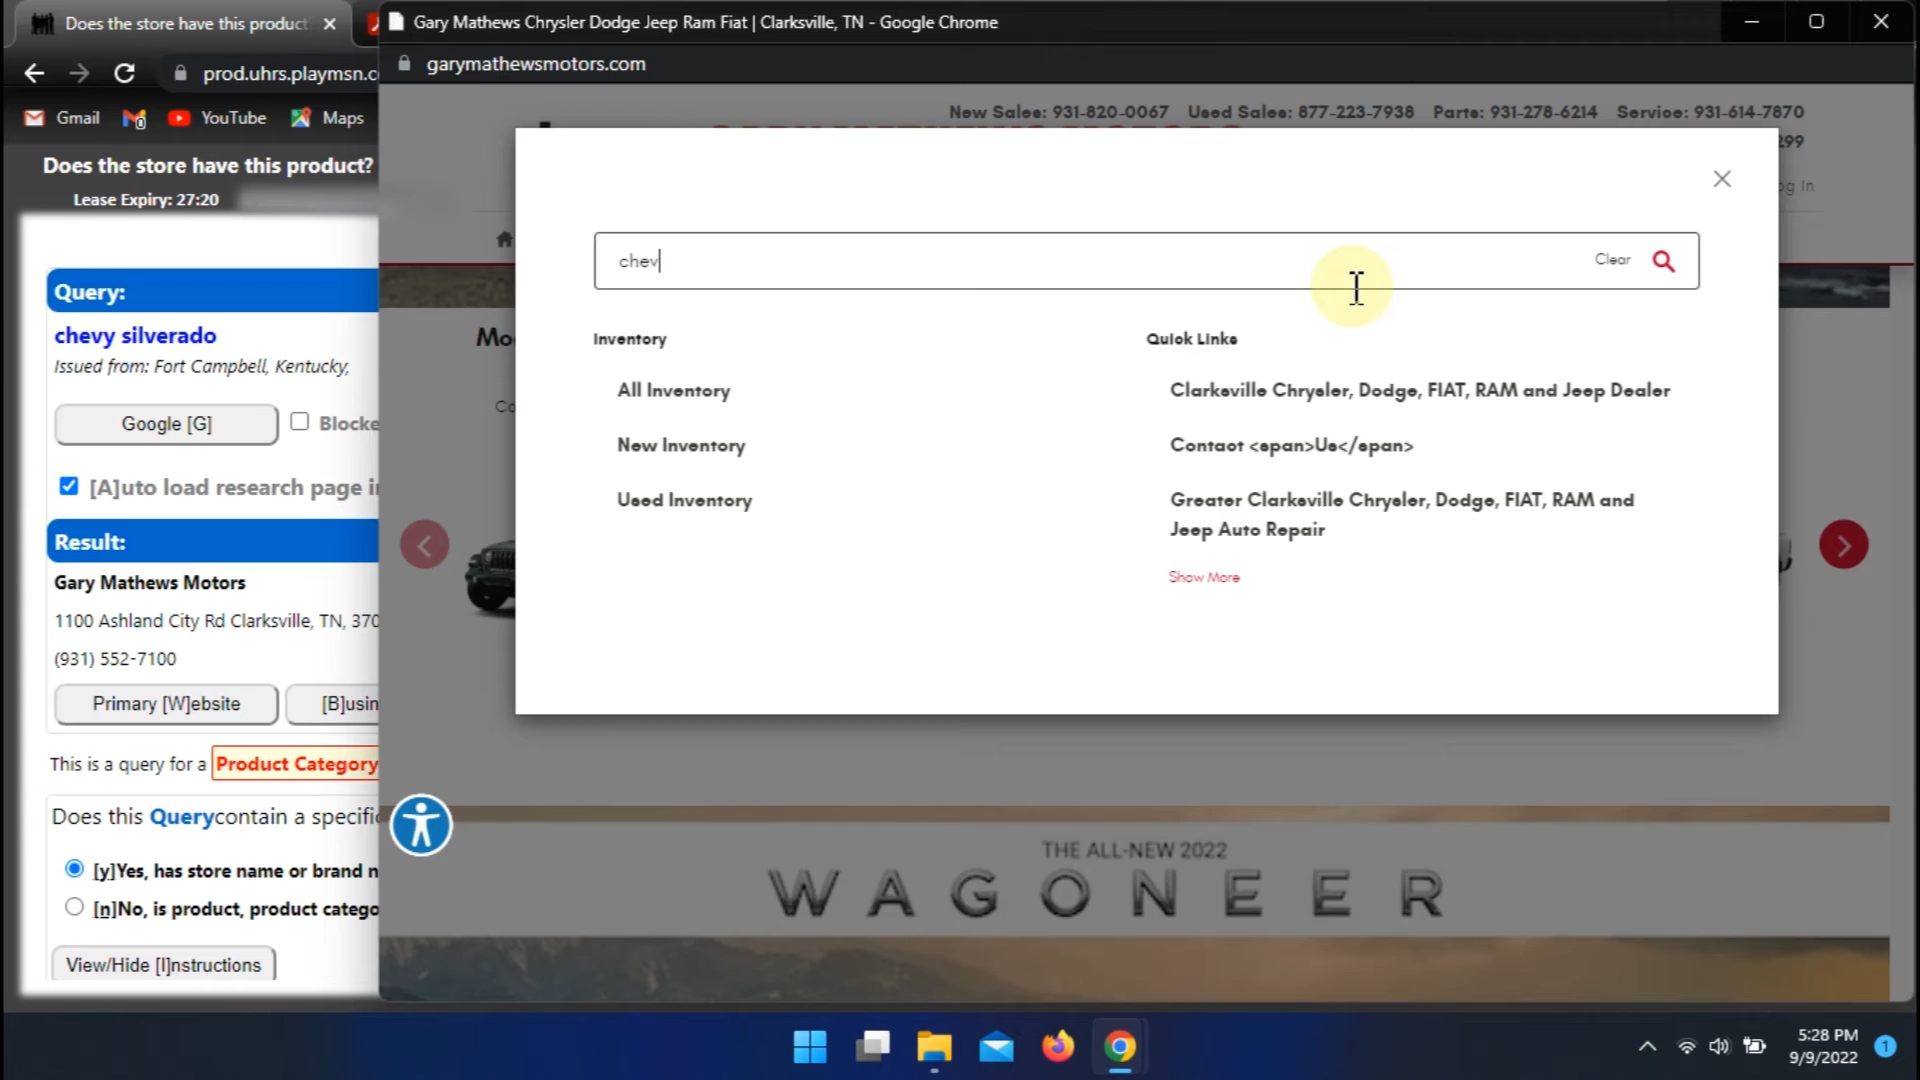 Does the store have this product
Gary Mathews Chrysler Dodge Jeep Ram Fiat | Clarksville, TN - Google Chrome
prod.uhrs.playmsn.c
garymathewsmotors.com
Gmail
YouTube
Maps
New Sales: 931-820-0067 Used Sales: 877-223-7938 Parts: 931-278-6214 Service: 931-614-7870
299
og In
Does the store have this product?
Lease Expiry: 27:20
Query:
chevy silverado
Issued from: Fort Campbell, Kentucky,
Google [G]
Blocke
[A]uto load research page i
Result:
Gary Mathews Motors
1100 Ashland City Rd Clarksville, TN, 370
(931) 552-7100
Primary [W]ebsite
[B]usin
This is a query for a Product Category
Does this Querycontain a specific
[y]Yes, has store name or brand n
[n]No, is product, product catego
View/Hide [I]nstructions
chev
Clear
Mo
Co
Inventory
All Inventory
New Inventory
Used Inventory
Quick Links
Clarksville Chrysler, Dodge, FIAT, RAM and Jeep Dealer
Contact <span>Us</span>
Greater Clarksville Chrysler, Dodge, FIAT, RAM and
Jeep Auto Repair
Show More
THE ALL-NEW 2022
WAGONEER
5:28 PM
9/9/2022
1